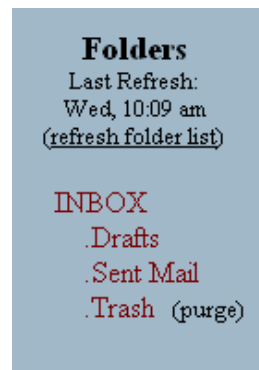 Folders
Last Refresh:
Wed, 10:09 am
(refresh folder list)
INBOX
.Drafts
.Sent Mail
.Trash (purge)